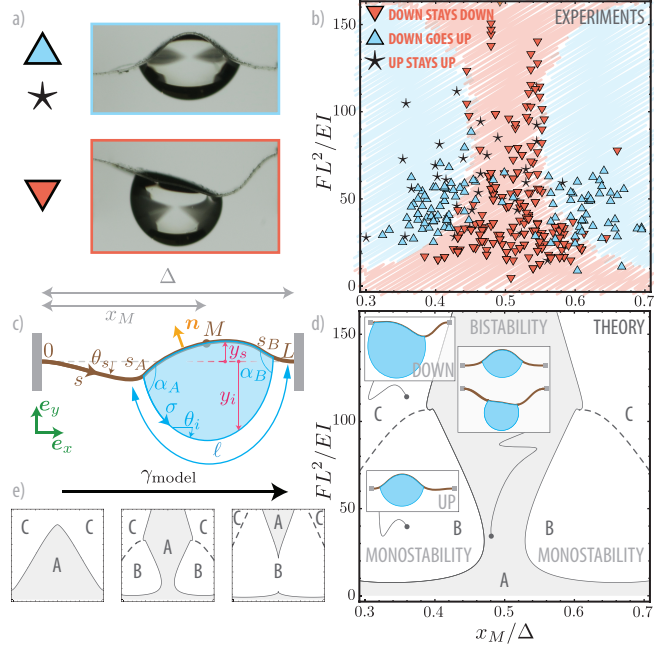 a)
b)
EXPERIMENTS
DOWN STAYS DOWN
DOWN GOES UP
UP STAYS UP
FL²/EI
150
100
50
0
0.3 0.4 0.5 0.6 0.7
Δ
x_M
c)
n
M
0
θ_s
s_A
s
y_s
s_B
L
α_A
α_B
σ
θ_i
y_i
ℓ
e_y
e_x
d)
BISTABILITY
THEORY
DOWN
C
C
UP
B
B
MONOSTABILITY
MONOSTABILITY
A
FL²/EI
150
100
50
0
0.3 0.4 0.5 0.6 0.7
x_M/Δ
e)
γ_model
C C
A
C C
A
B B
C C
A
B